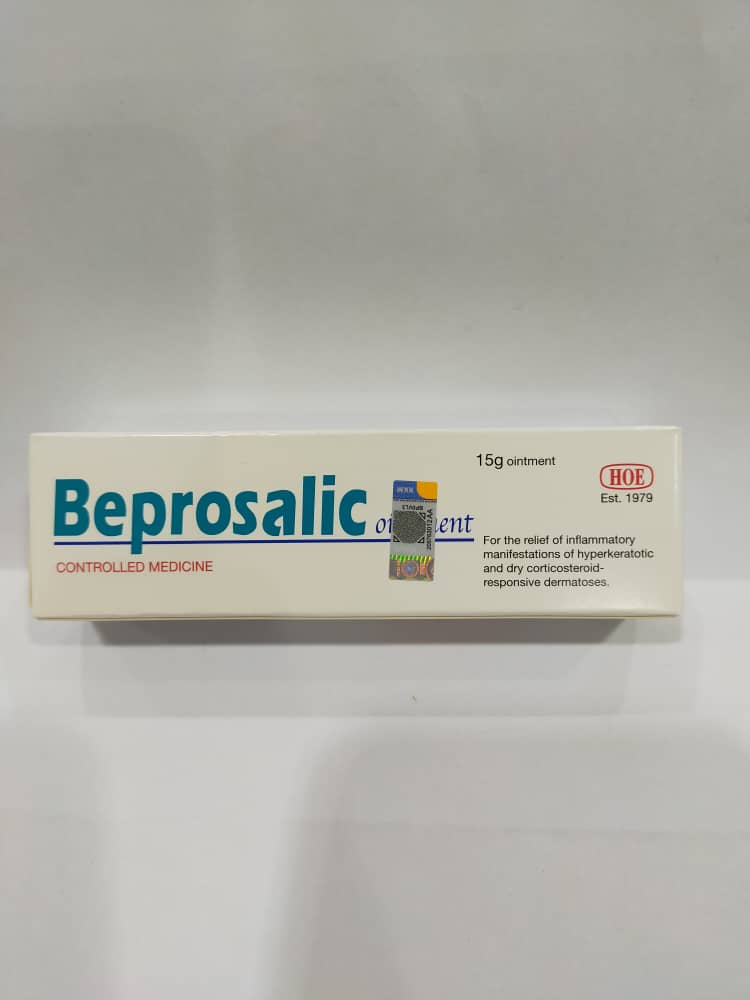 15g ointment
HOE
Est. 1979
Beprosalic
CONTROLLED MEDICINE
For the relief of inflammatory
manifestations of hyperkeratotic
and dry corticosteroid-
responsive dermatoses.